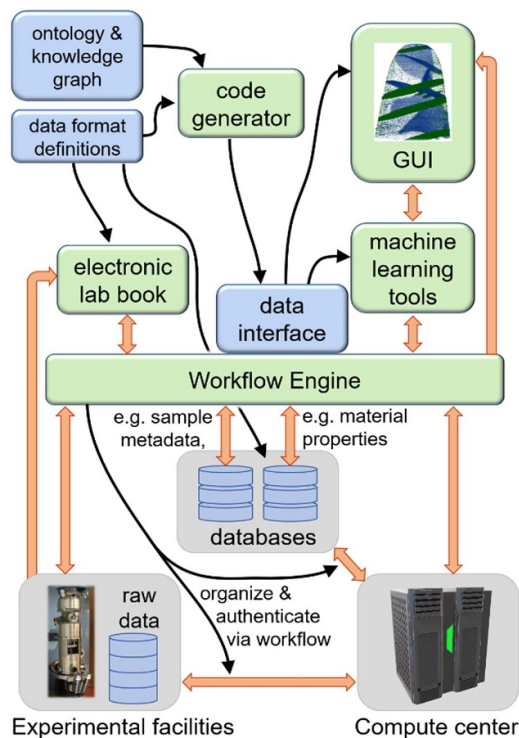 ontology &
knowledge
graph
data format
definitions
code
generator
GUI
electronic
lab book
data
interface
machine
learning
tools
Workflow Engine
e.g. sample
metadata,
e.g. material
properties
databases
raw
data
organize &
authenticate
via workflow
Experimental facilities
Compute center